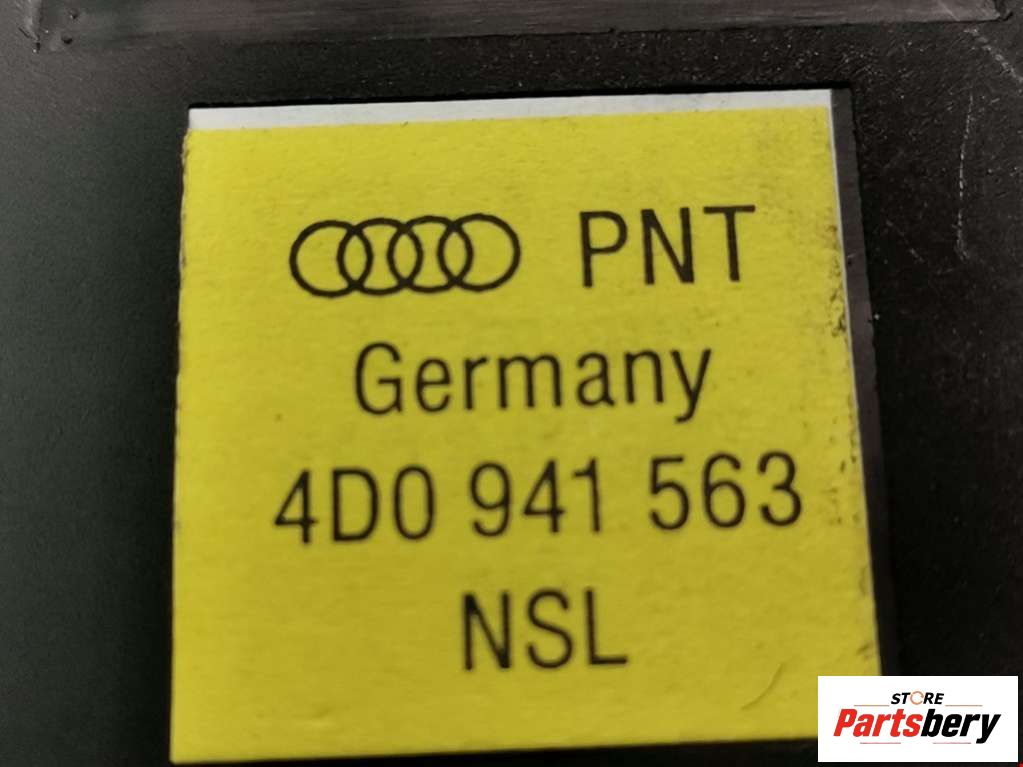 PNT
Germany
4D0 941 563
NSL
STORE
Partsbery